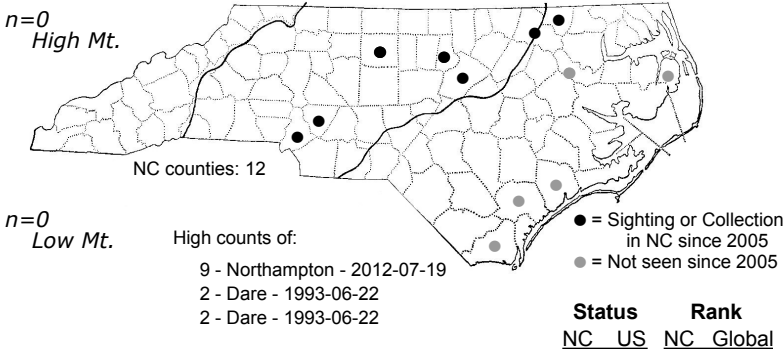 n=0
High Mt.
NC counties: 12
n=0
Low Mt.
High counts of:
9 - Northampton - 2012-07-19
2 - Dare - 1993-06-22
2 - Dare - 1993-06-22
● = Sighting or Collection
in NC since 2005
● = Not seen since 2005
Status Rank
NC US NC Global